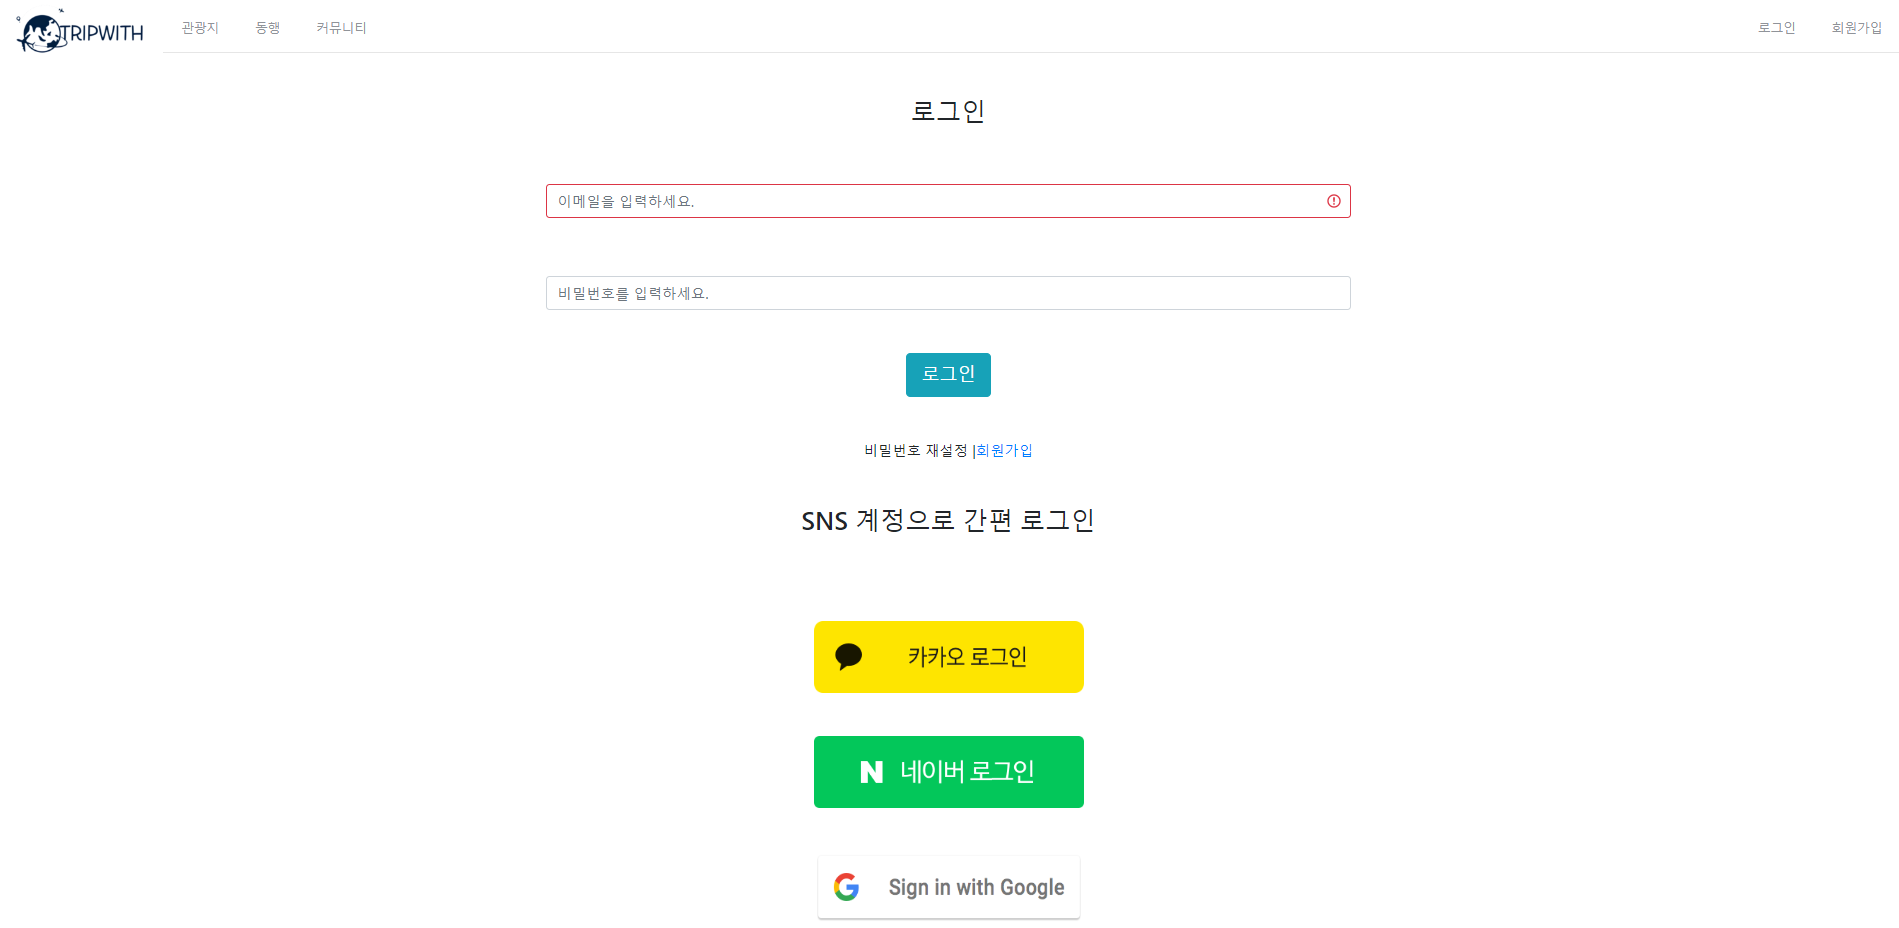 TRIPWITH 관광지 동행 커뮤니티 로그인 회원가입
로그인
이메일을 입력하세요.
비밀번호를 입력하세요.
로그인
비밀번호 재설정 |회원가입
SNS 계정으로 간편 로그인
카카오 로그인
N 네이버 로그인
G Sign in with Google